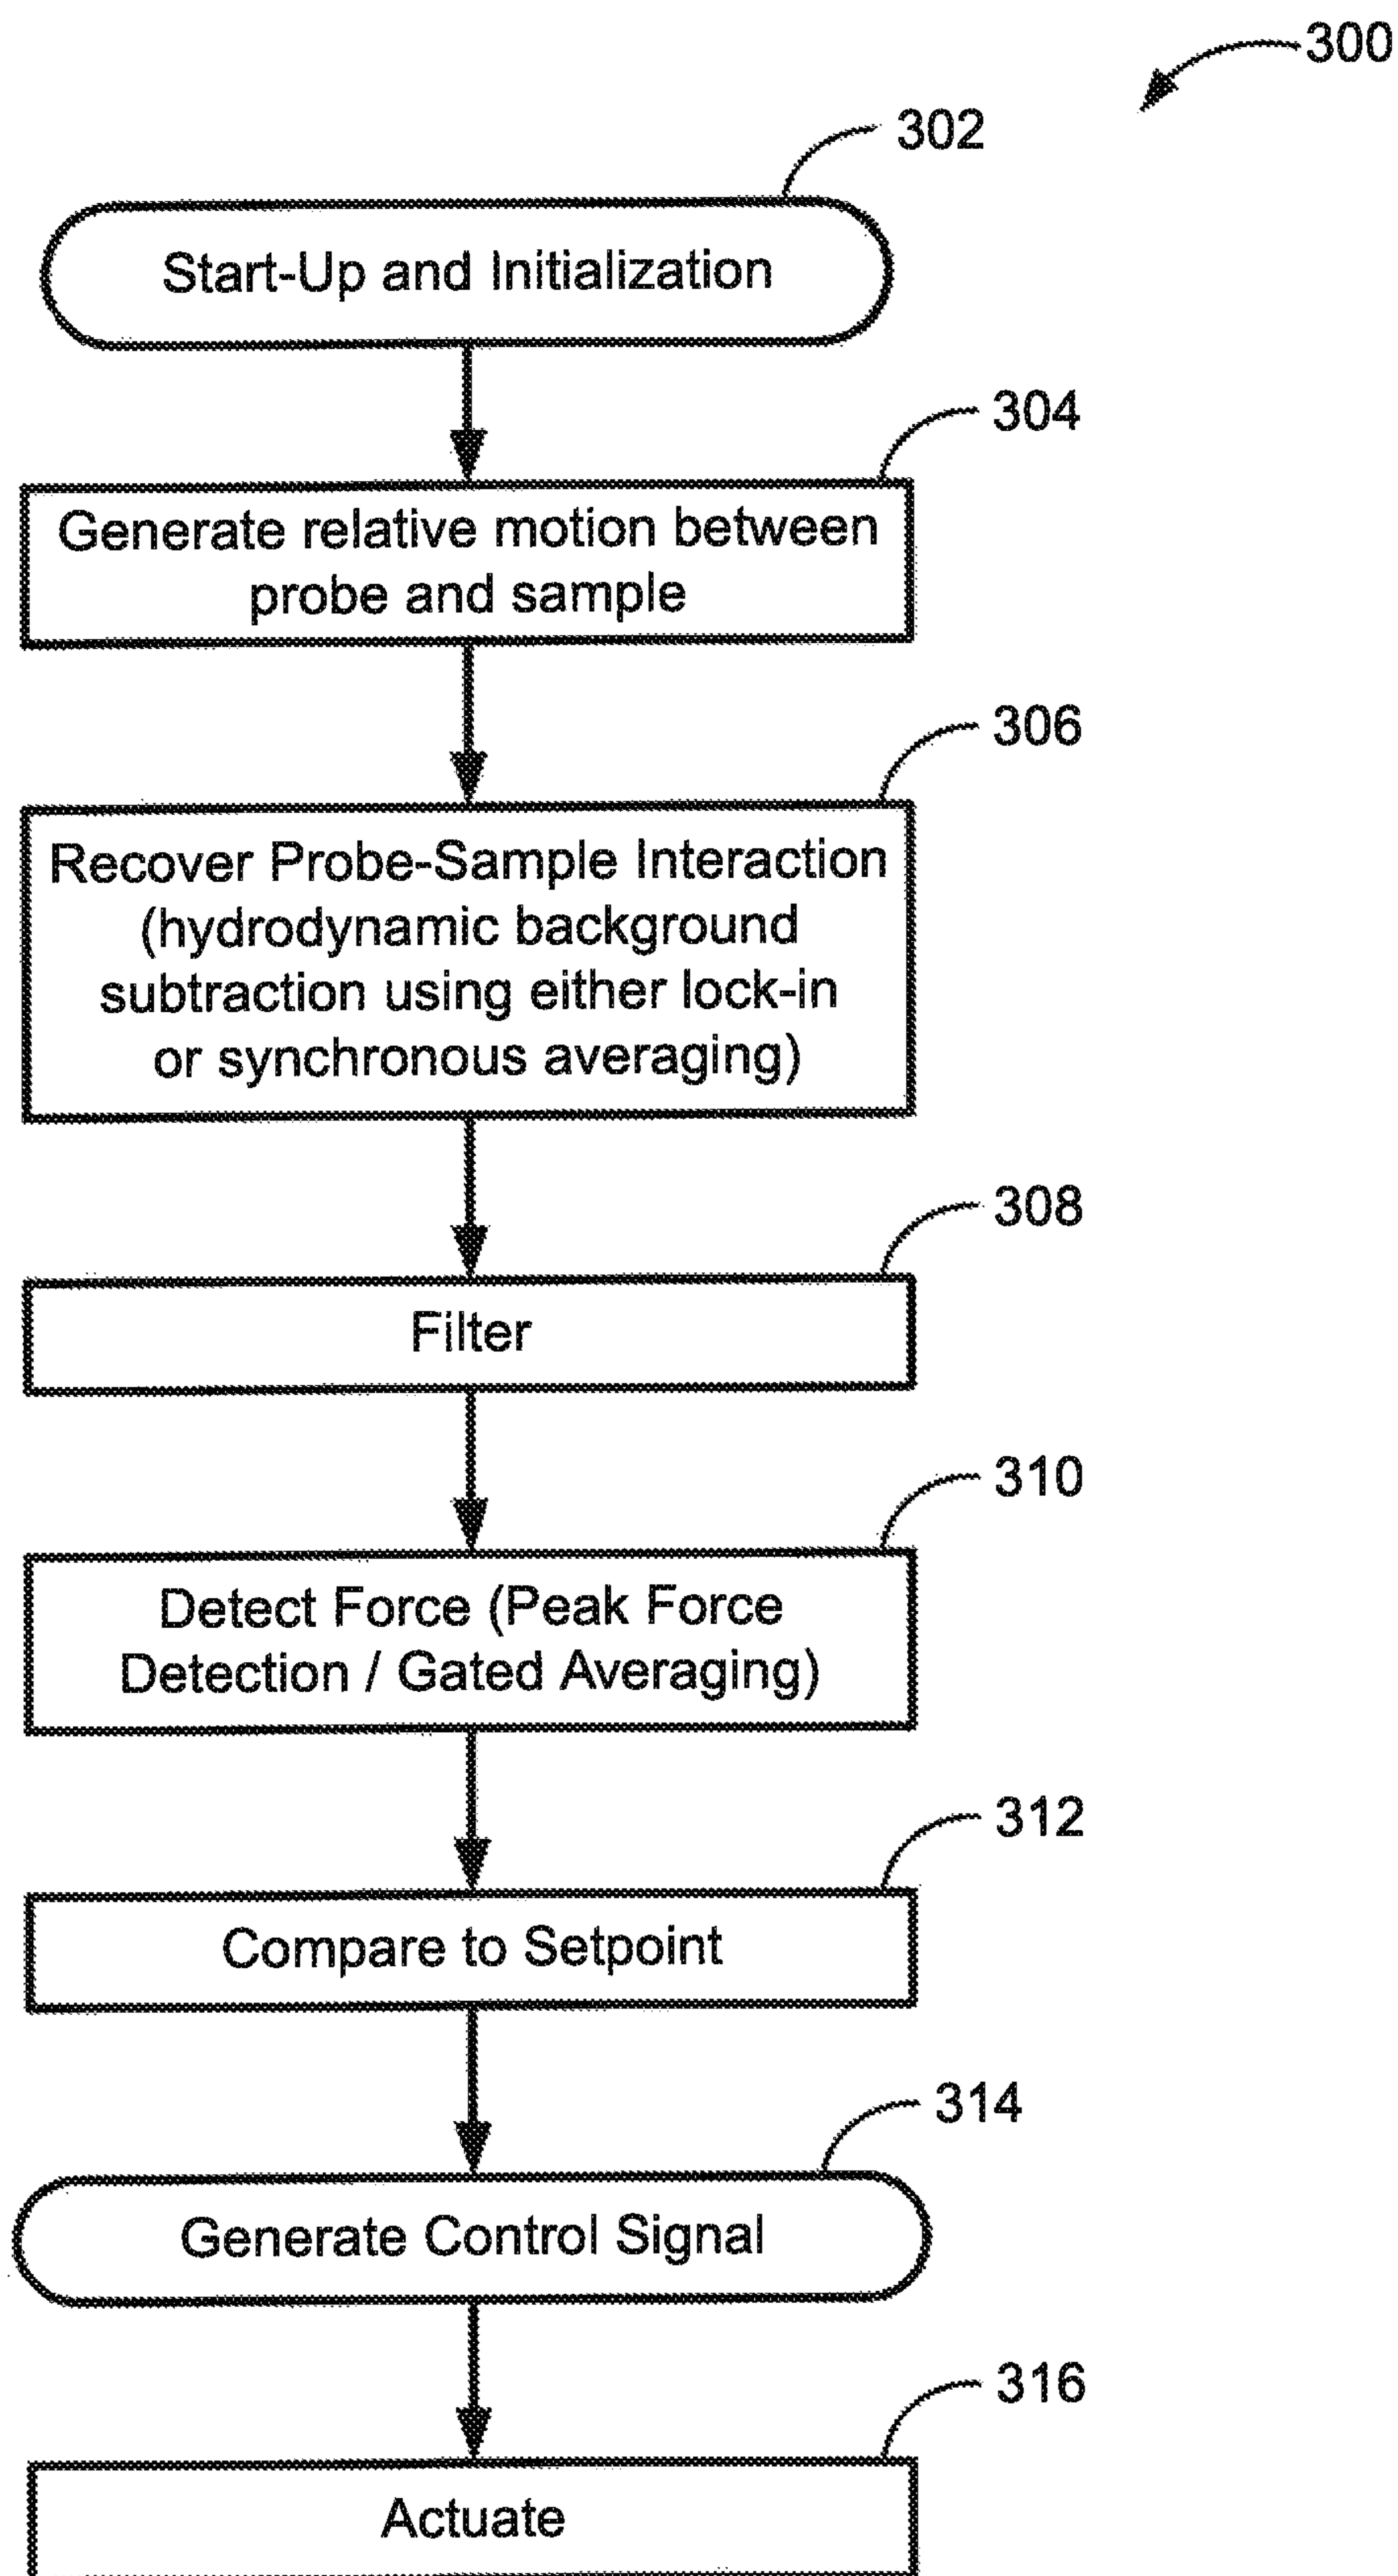 300
302
Start-Up and Initialization
304
Generate relative motion between
probe and sample
306
Recover Probe-Sample Interaction
(hydrodynamic background
subtraction using either lock-in
or synchronous averaging)
308
Filter
310
Detect Force (Peak Force
Detection / Gated Averaging)
312
Compare to Setpoint
314
Generate Control Signal
316
Actuate